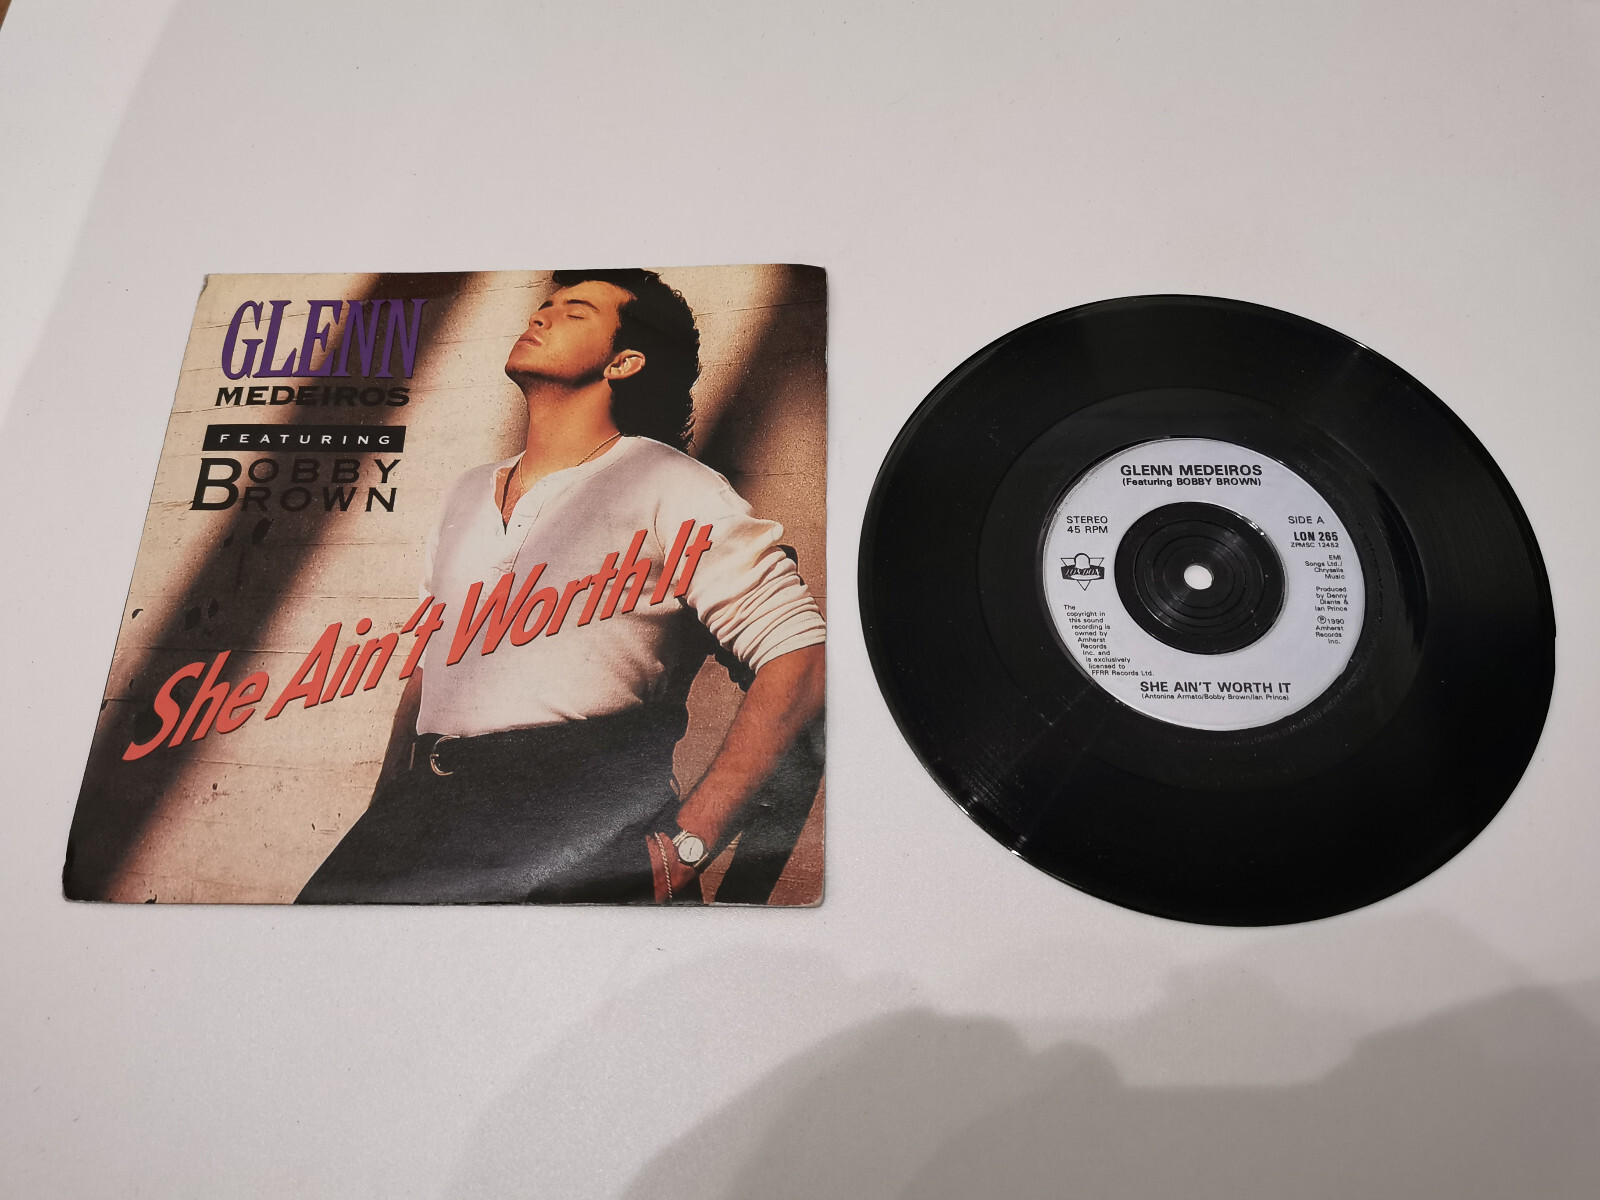 GLENN
MEDEIROS
FEATURING
BOBBY
BROWN
She Ain't Worth It
GLENN MEDEIROS
(Featuring BOBBY BROWN)
STEREO
45 RPM
SIDE A
LON 265
ZPMSC 12452
LONDON
EMI
Songs Ltd./
Chrysalis
Music
Produced
by Denny
Diante &
Ian Prince
Ⓟ1990
Amherst
Records
Inc.
The
copyright in
this sound
recording is
owned by
Amherst
Records
Inc. and
is exclusively
licensed to
FFRR Records Ltd.
SHE AIN'T WORTH IT
(Antonina Armato/Bobby Brown/Ian Prince)